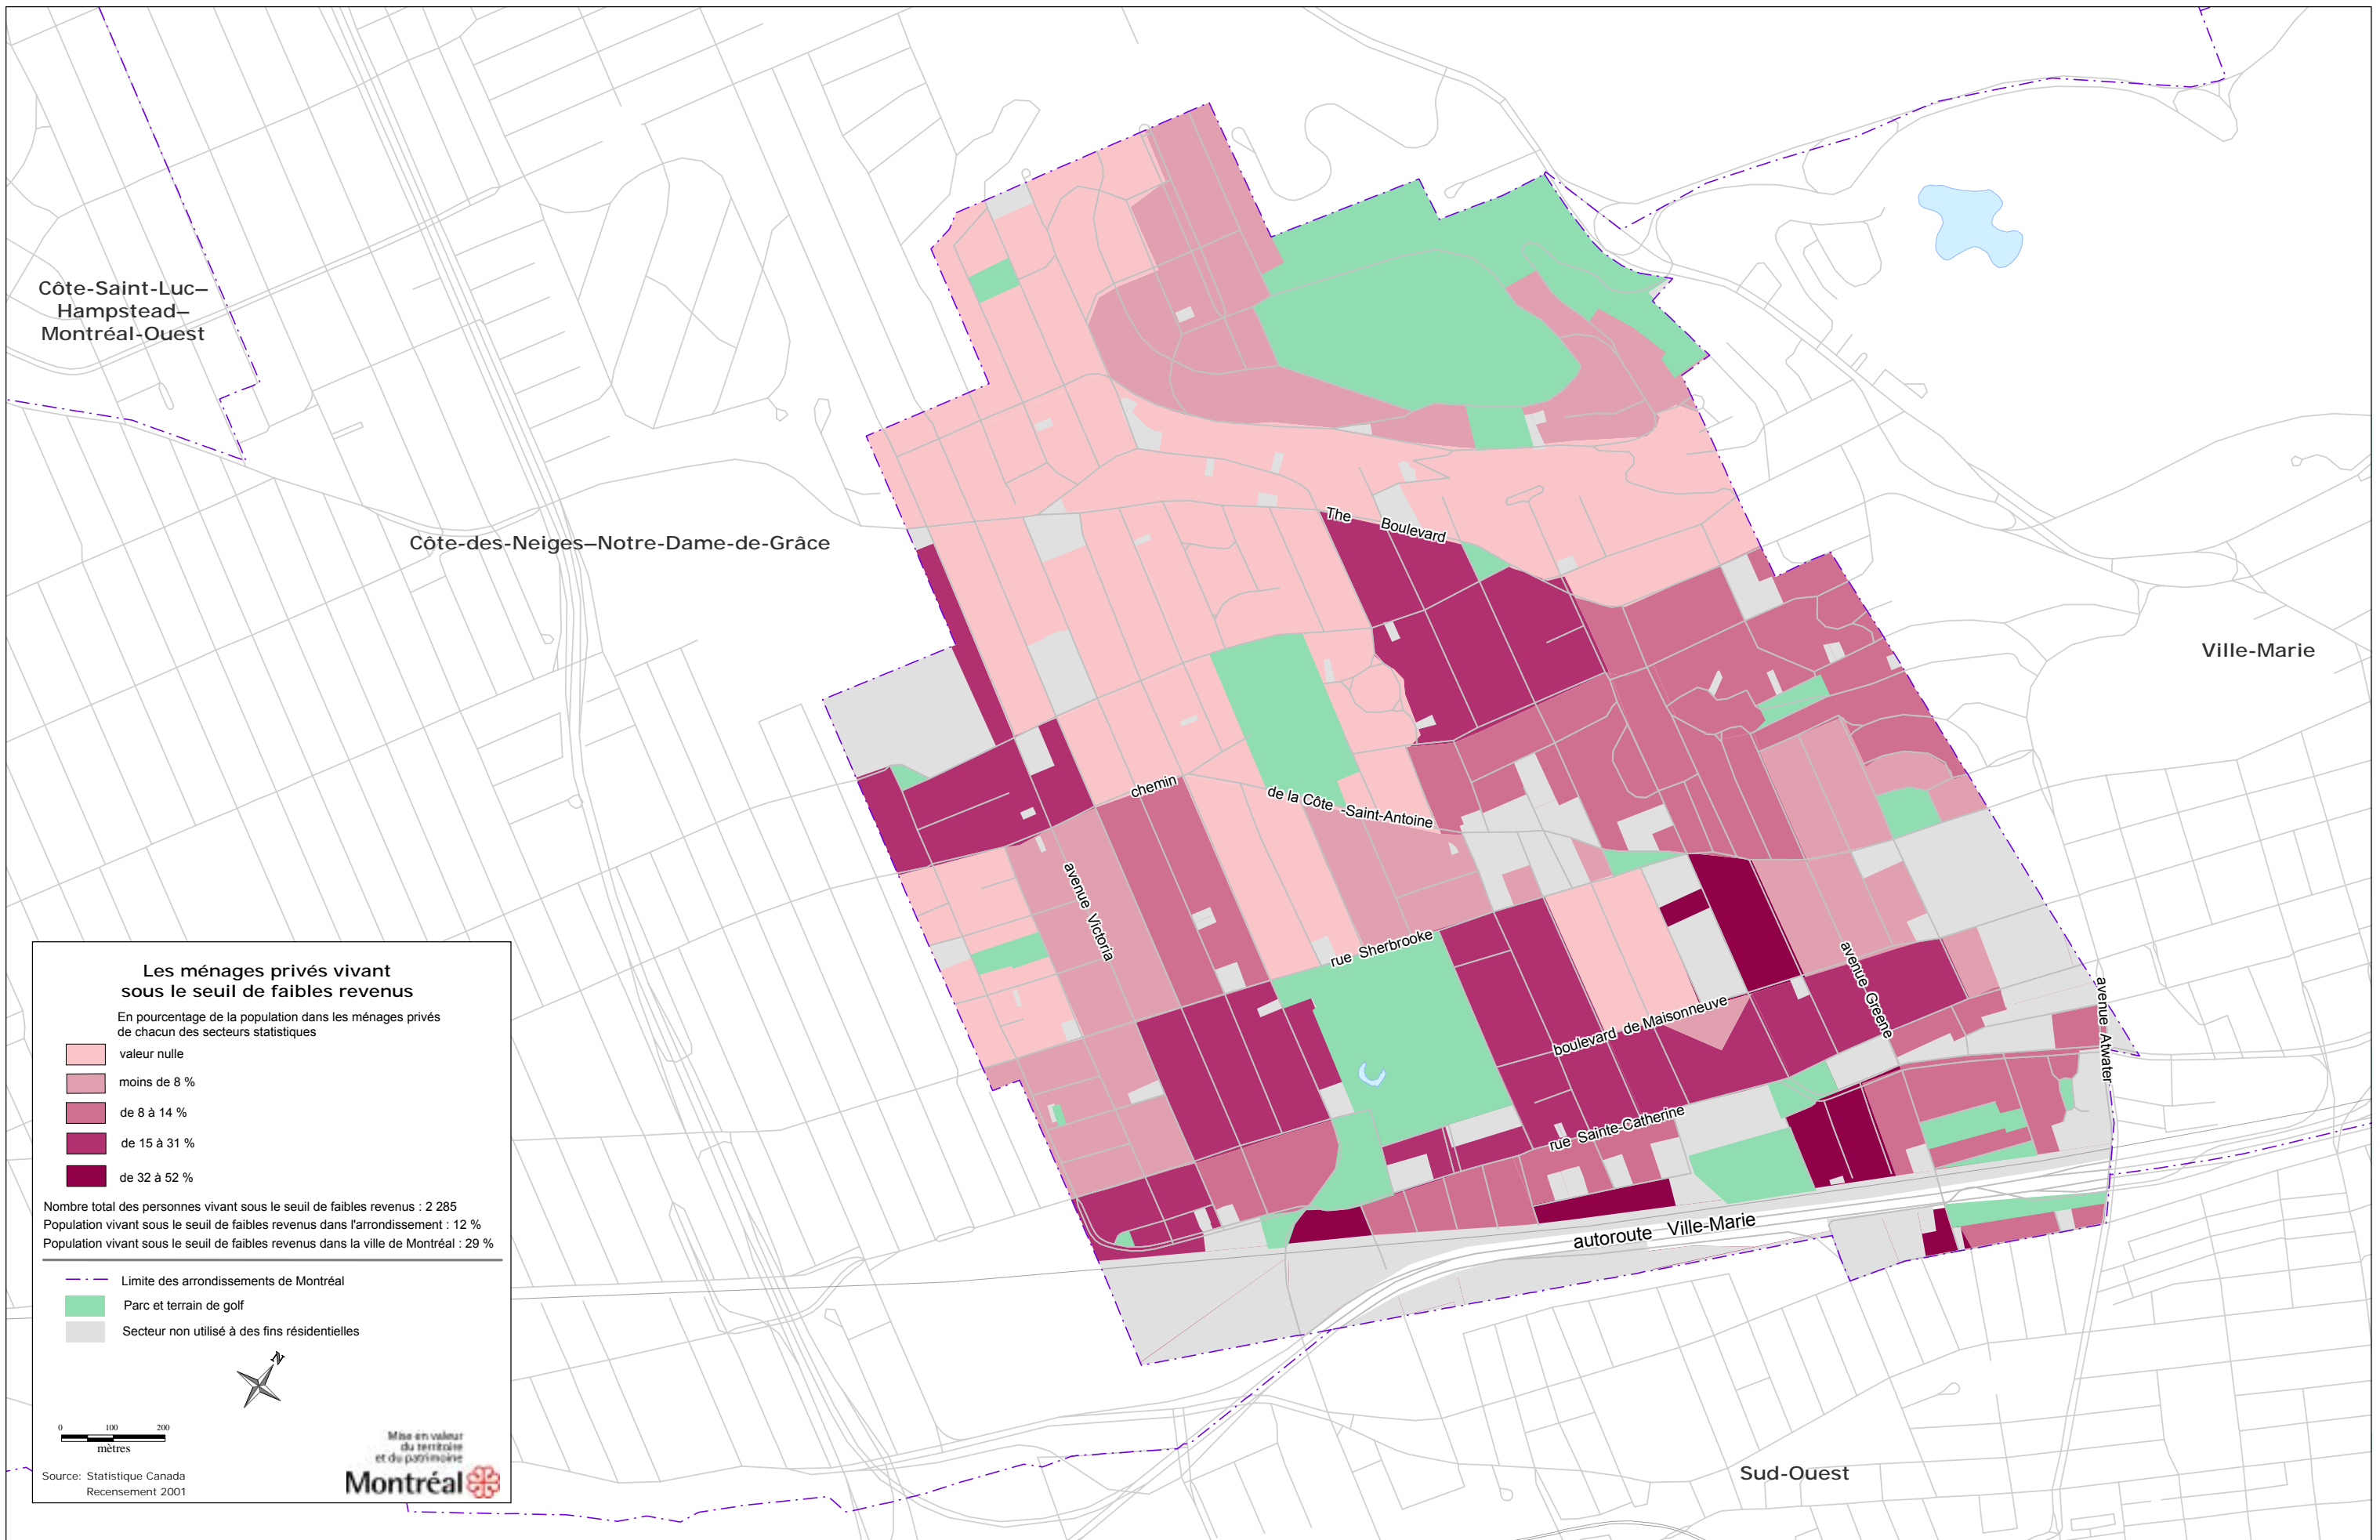 Côte-Saint-Luc–
Hampstead–
Montréal-Ouest
Côte-des-Neiges–Notre-Dame-de-Grâce
Ville-Marie
Sud-Ouest
The Boulevard
chemin de la Côte -Saint-Antoine
avenue Victoria
rue Sherbrooke
boulevard de Maisonneuve
avenue Greene
avenue Atwater
rue Sainte-Catherine
autoroute Ville-Marie
Les ménages privés vivant
sous le seuil de faibles revenus
En pourcentage de la population dans les ménages privés
de chacun des secteurs statistiques
valeur nulle
moins de 8 %
de 8 à 14 %
de 15 à 31 %
de 32 à 52 %
Nombre total des personnes vivant sous le seuil de faibles revenus : 2 285
Population vivant sous le seuil de faibles revenus dans l'arrondissement : 12 %
Population vivant sous le seuil de faibles revenus dans la ville de Montréal : 29 %
Limite des arrondissements de Montréal
Parc et terrain de golf
Secteur non utilisé à des fins résidentielles
N
0 100 200
mètres
Source: Statistique Canada
Recensement 2001
Mise en valeur
du territoire
et du patrimoine
Montréal